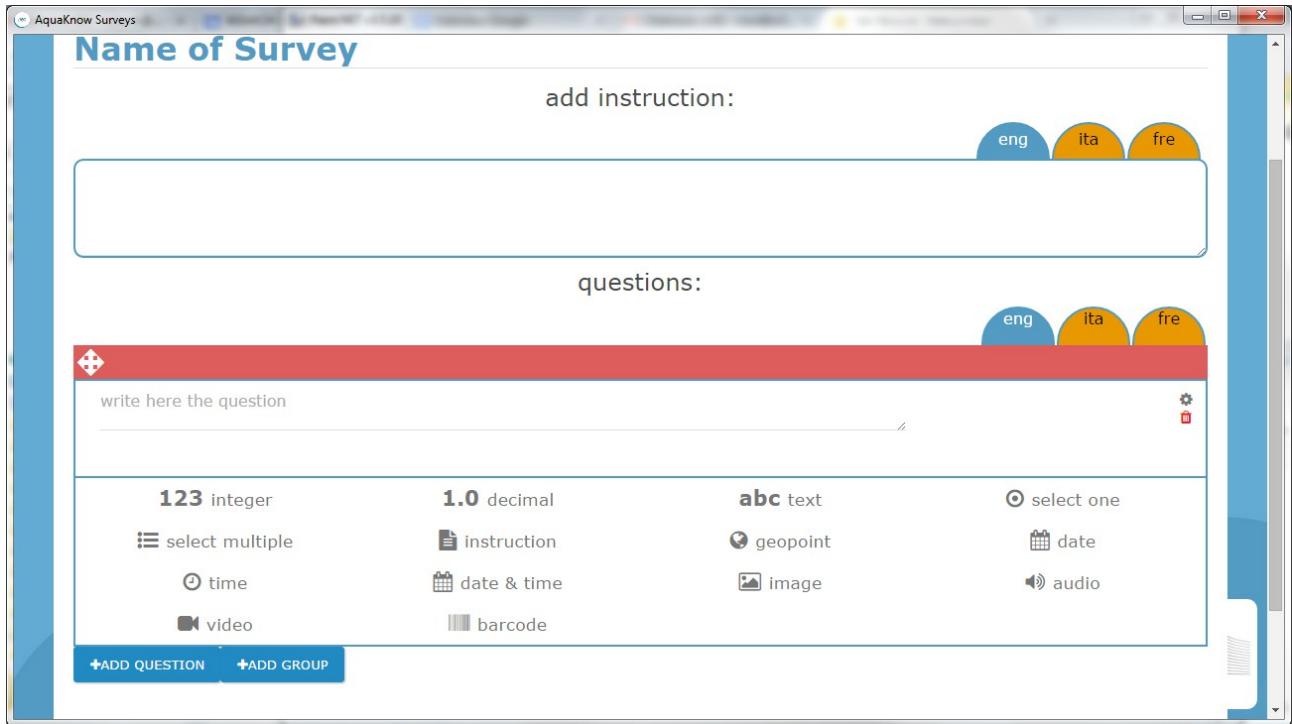 AquaKnow Surveys
Name of Survey
add instruction:
eng ita fre
questions:
eng ita fre
write here the question
123 integer 1.0 decimal abc text select one
select multiple instruction geopoint date
time date & time image audio
video barcode
+ADD QUESTION +ADD GROUP